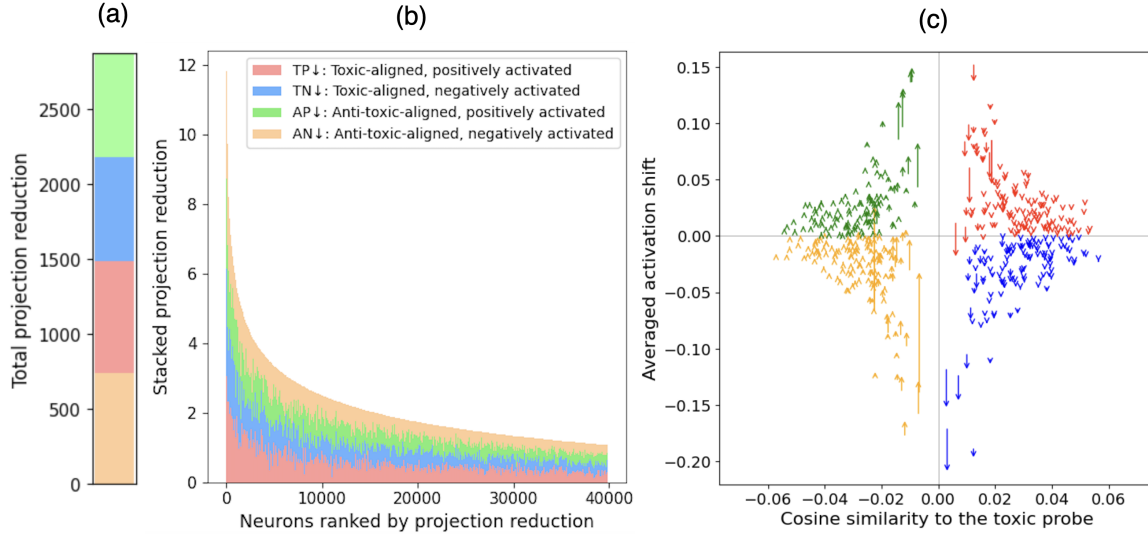 (a)
(b)
(c)
Total projection reduction
2500
2000
1500
1000
500
0
Stacked projection reduction
12
10
8
6
4
2
0
TP↓: Toxic-aligned, positively activated
TN↓: Toxic-aligned, negatively activated
AP↓: Anti-toxic-aligned, positively activated
AN↓: Anti-toxic-aligned, negatively activated
0 10000 20000 30000 40000
Neurons ranked by projection reduction
Averaged activation shift
0.15
0.10
0.05
0.00
−0.05
−0.10
−0.15
−0.20
−0.06 −0.04 −0.02 0.00 0.02 0.04 0.06
Cosine similarity to the toxic probe